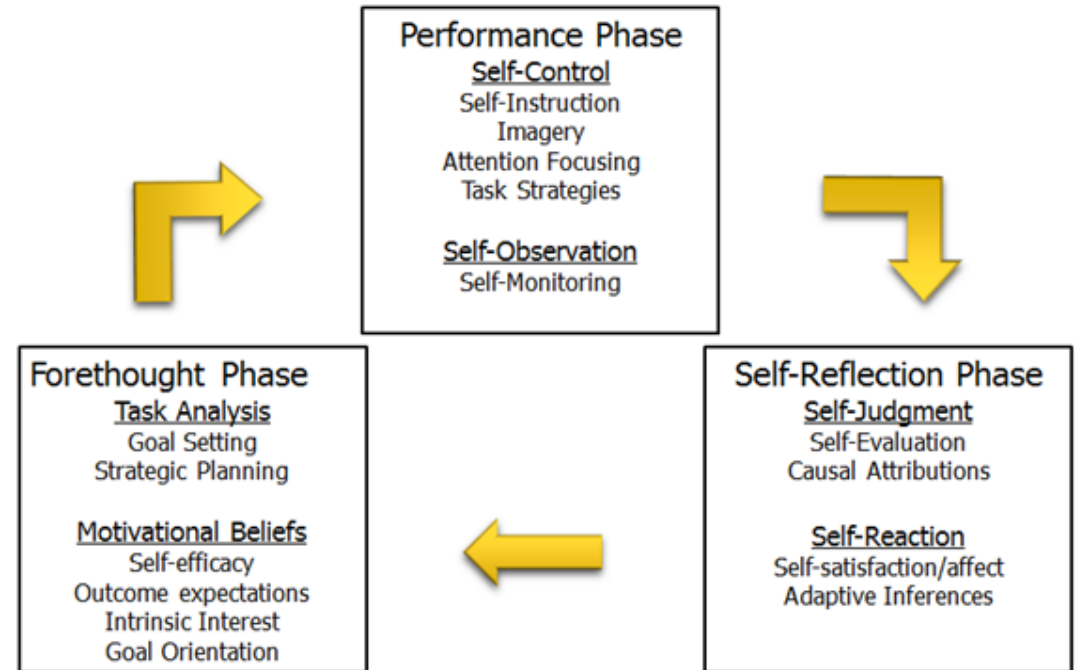 Performance Phase
Self-Control
Self-Instruction
Imagery
Attention Focusing
Task Strategies
Self-Observation
Self-Monitoring
Forethought Phase
Task Analysis
Goal Setting
Strategic Planning
Motivational Beliefs
Self-efficacy
Outcome expectations
Intrinsic Interest
Goal Orientation
Self-Reflection Phase
Self-Judgment
Self-Evaluation
Causal Attributions
Self-Reaction
Self-satisfaction/affect
Adaptive Inferences